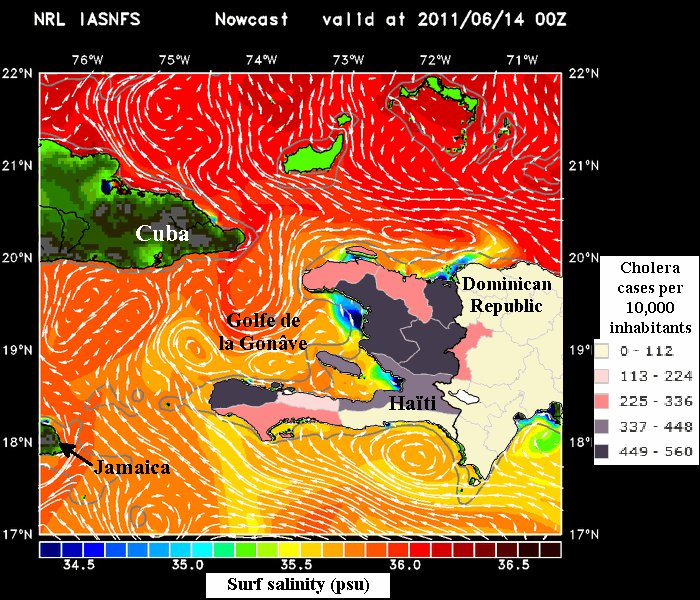 NRL IASNFS Nowcast valid at 2011/06/14 00Z
76°W 75°W 74°W 73°W 72°W 71°W
22°N 22°N
21°N 21°N
Cuba
20°N 20°N
Cholera
cases per
10,000
inhabitants
Dominican
Republic
Golfe de
la Gonâve
19°N 19°N
0 - 112
113 - 224
225 - 336
337 - 448
449 - 560
Haïti
18°N 18°N
Jamaica
17°N 17°N
34.5 35.0 35.5 36.0 36.5
Surf salinity (psu)